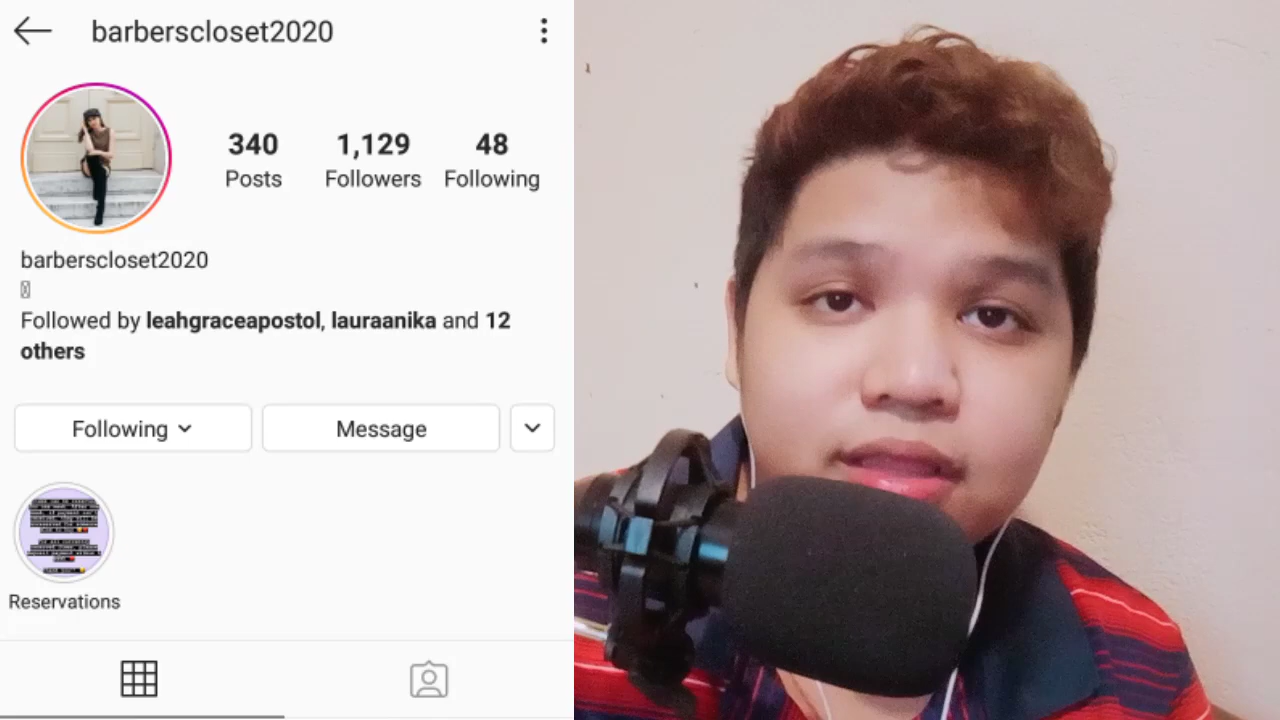 barberscloset2020
340 1,129 48
Posts Followers Following
barberscloset2020
Followed by leahgraceapostol, lauraanika and 12
others
Following Message
Reservations